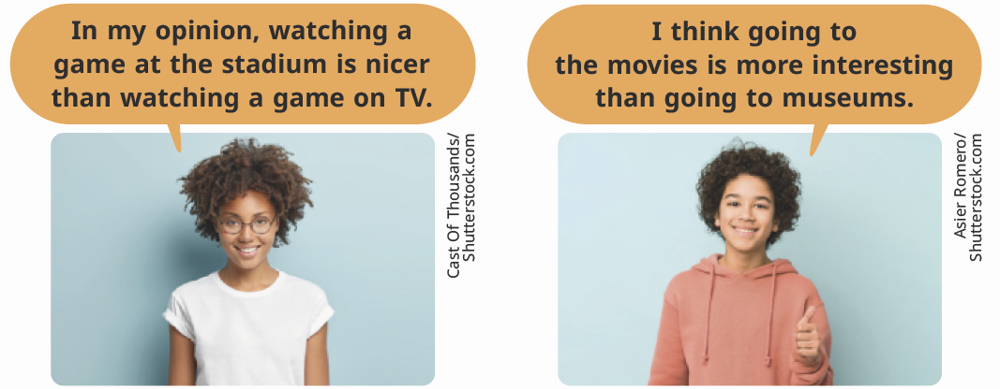 In my opinion, watching a
game at the stadium is nicer
than watching a game on TV.
I think going to
the movies is more interesting
than going to museums.
Cast Of Thousands/
Shutterstock.com
Asier Romero/
Shutterstock.com